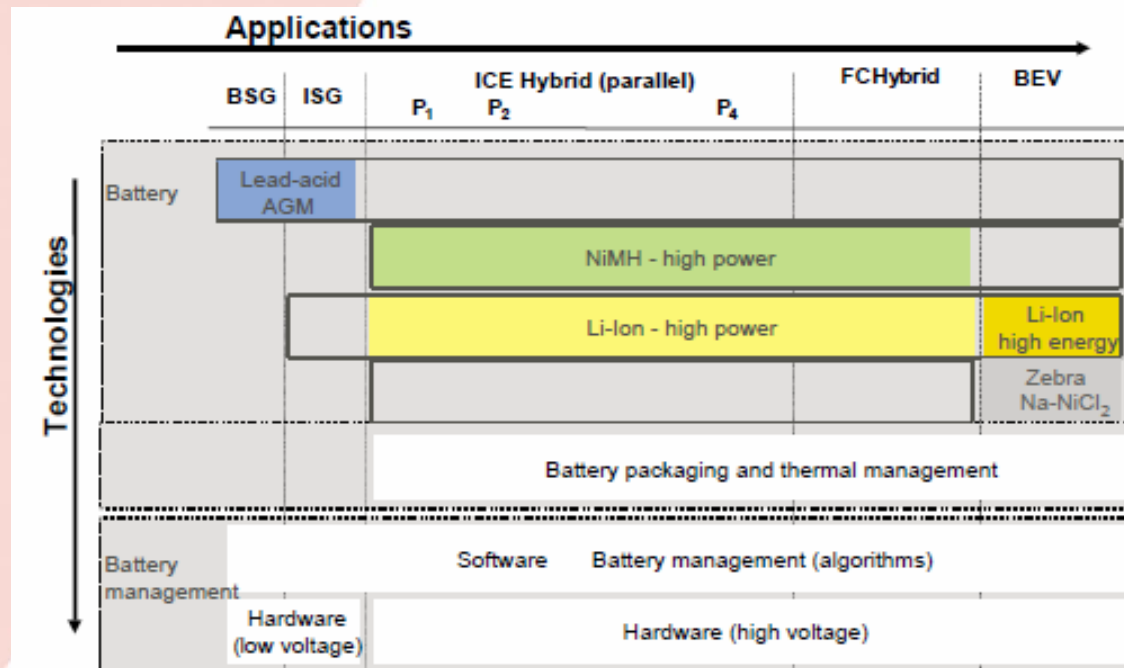 Applications
BSG
ISG
ICE Hybrid (parallel)
P1
P2
P4
FCHybrid
BEV
Technologies
Battery
Lead-acid
AGM
NiMH - high power
Li-Ion - high power
Li-Ion
high energy
Zebra
Na-NiCl2
Battery packaging and thermal management
Battery
management
Software Battery management (algorithms)
Hardware
(low voltage)
Hardware (high voltage)